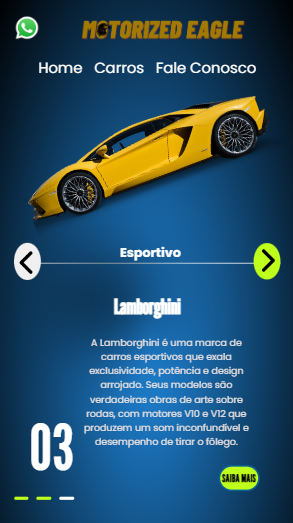 MOTORIZED EAGLE
Home Carros Fale Conosco
Esportivo
Lamborghini
A Lamborghini é uma marca de
carros esportivos que exala
exclusividade, potência e design
arrojado. Seus modelos são
verdadeiras obras de arte sobre
rodas, com motores V10 e V12 que
produzem um som inconfundível e
desempenho de tirar o fôlego.
03
SAIBA MAIS